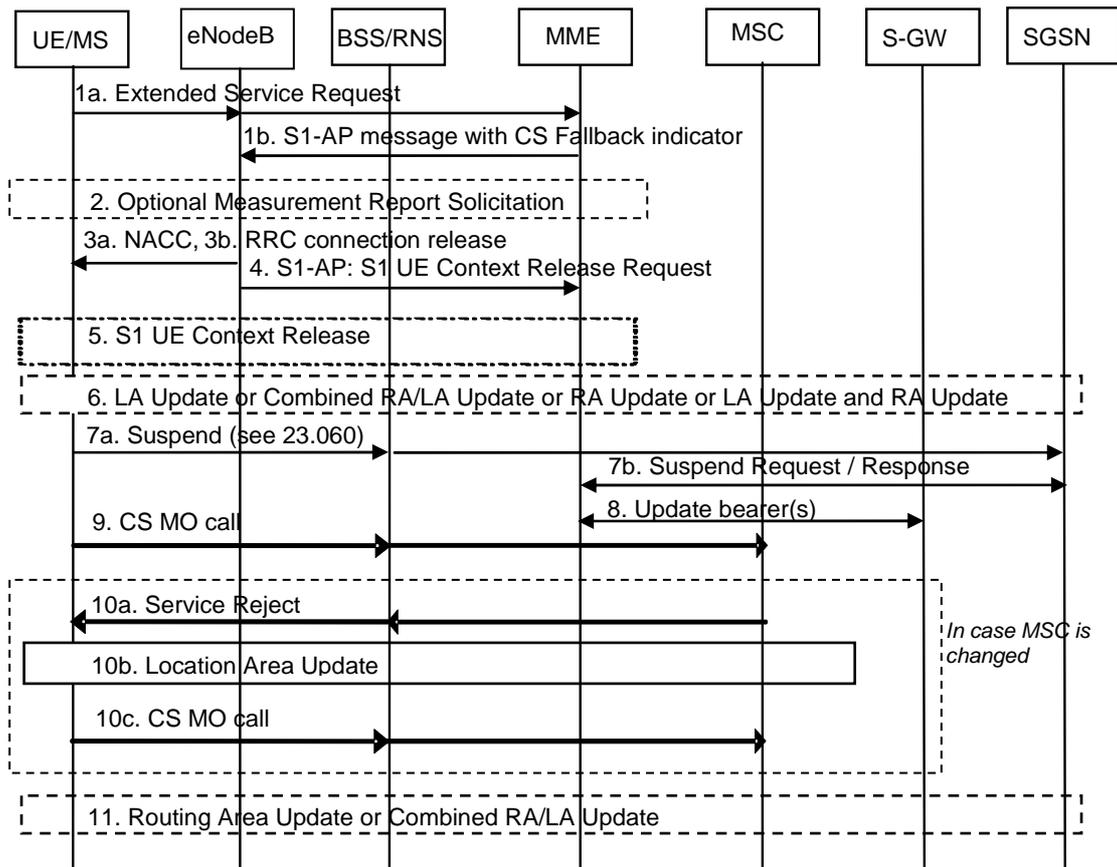 UE/MS
eNodeB
BSS/RNS
MME
MSC
S-GW
SGSN
1a. Extended Service Request
1b. S1-AP message with CS Fallback indicator
2. Optional Measurement Report Solicitation
3a. NACC, 3b. RRC connection release
4. S1-AP: S1 UE Context Release Request
5. S1 UE Context Release
6. LA Update or Combined RA/LA Update or RA Update or LA Update and RA Update
7a. Suspend (see 23.060)
7b. Suspend Request / Response
8. Update bearer(s)
9. CS MO call
10a. Service Reject
In case MSC is
changed
10b. Location Area Update
10c. CS MO call
11. Routing Area Update or Combined RA/LA Update